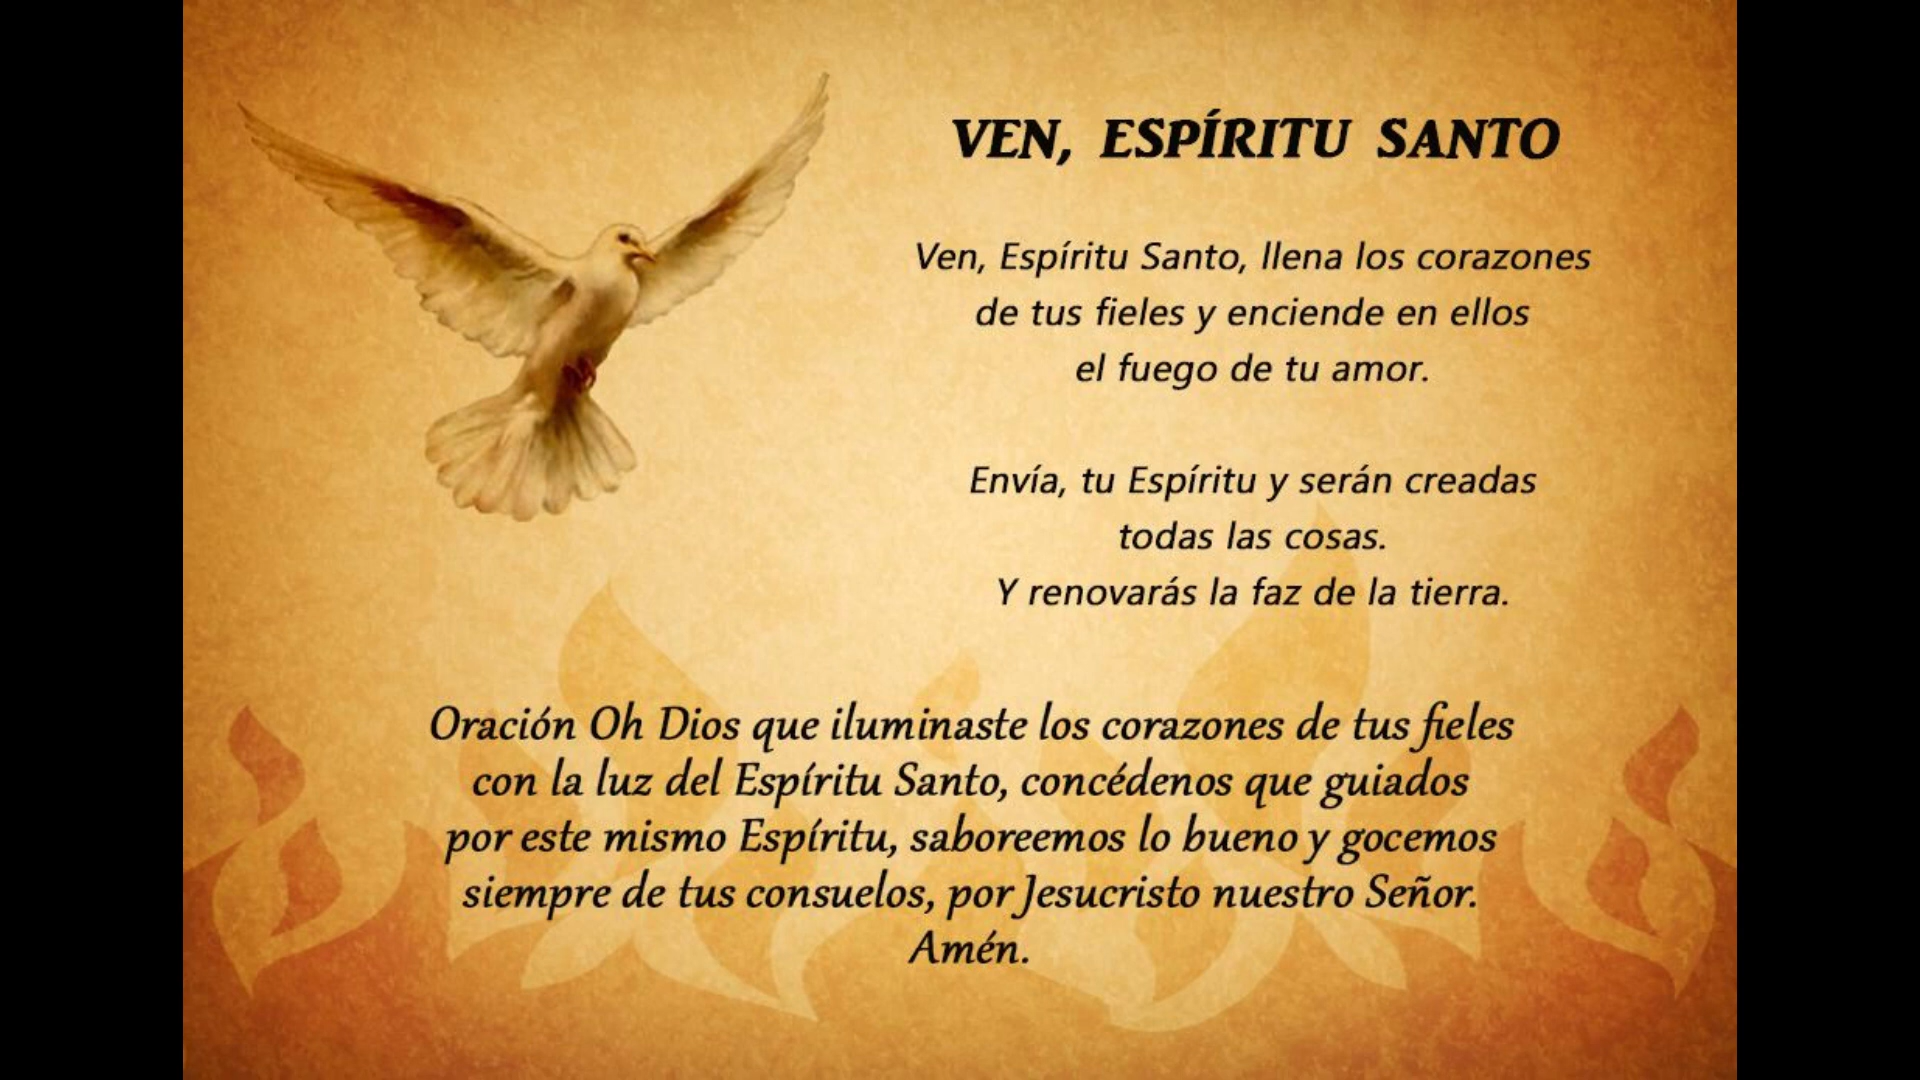 VEN, ESPÍRITU SANTO
Ven, Espíritu Santo, llena los corazones
de tus fieles y enciende en ellos
el fuego de tu amor.
Envía, tu Espíritu y serán creadas
todas las cosas.
Y renovarás la faz de la tierra.
Oración Oh Dios que iluminaste los corazones de tus fieles
con la luz del Espíritu Santo, concédenos que guiados
por este mismo Espíritu, saboreemos lo bueno y gocemos
siempre de tus consuelos, por Jesucristo nuestro Señor.
Amén.